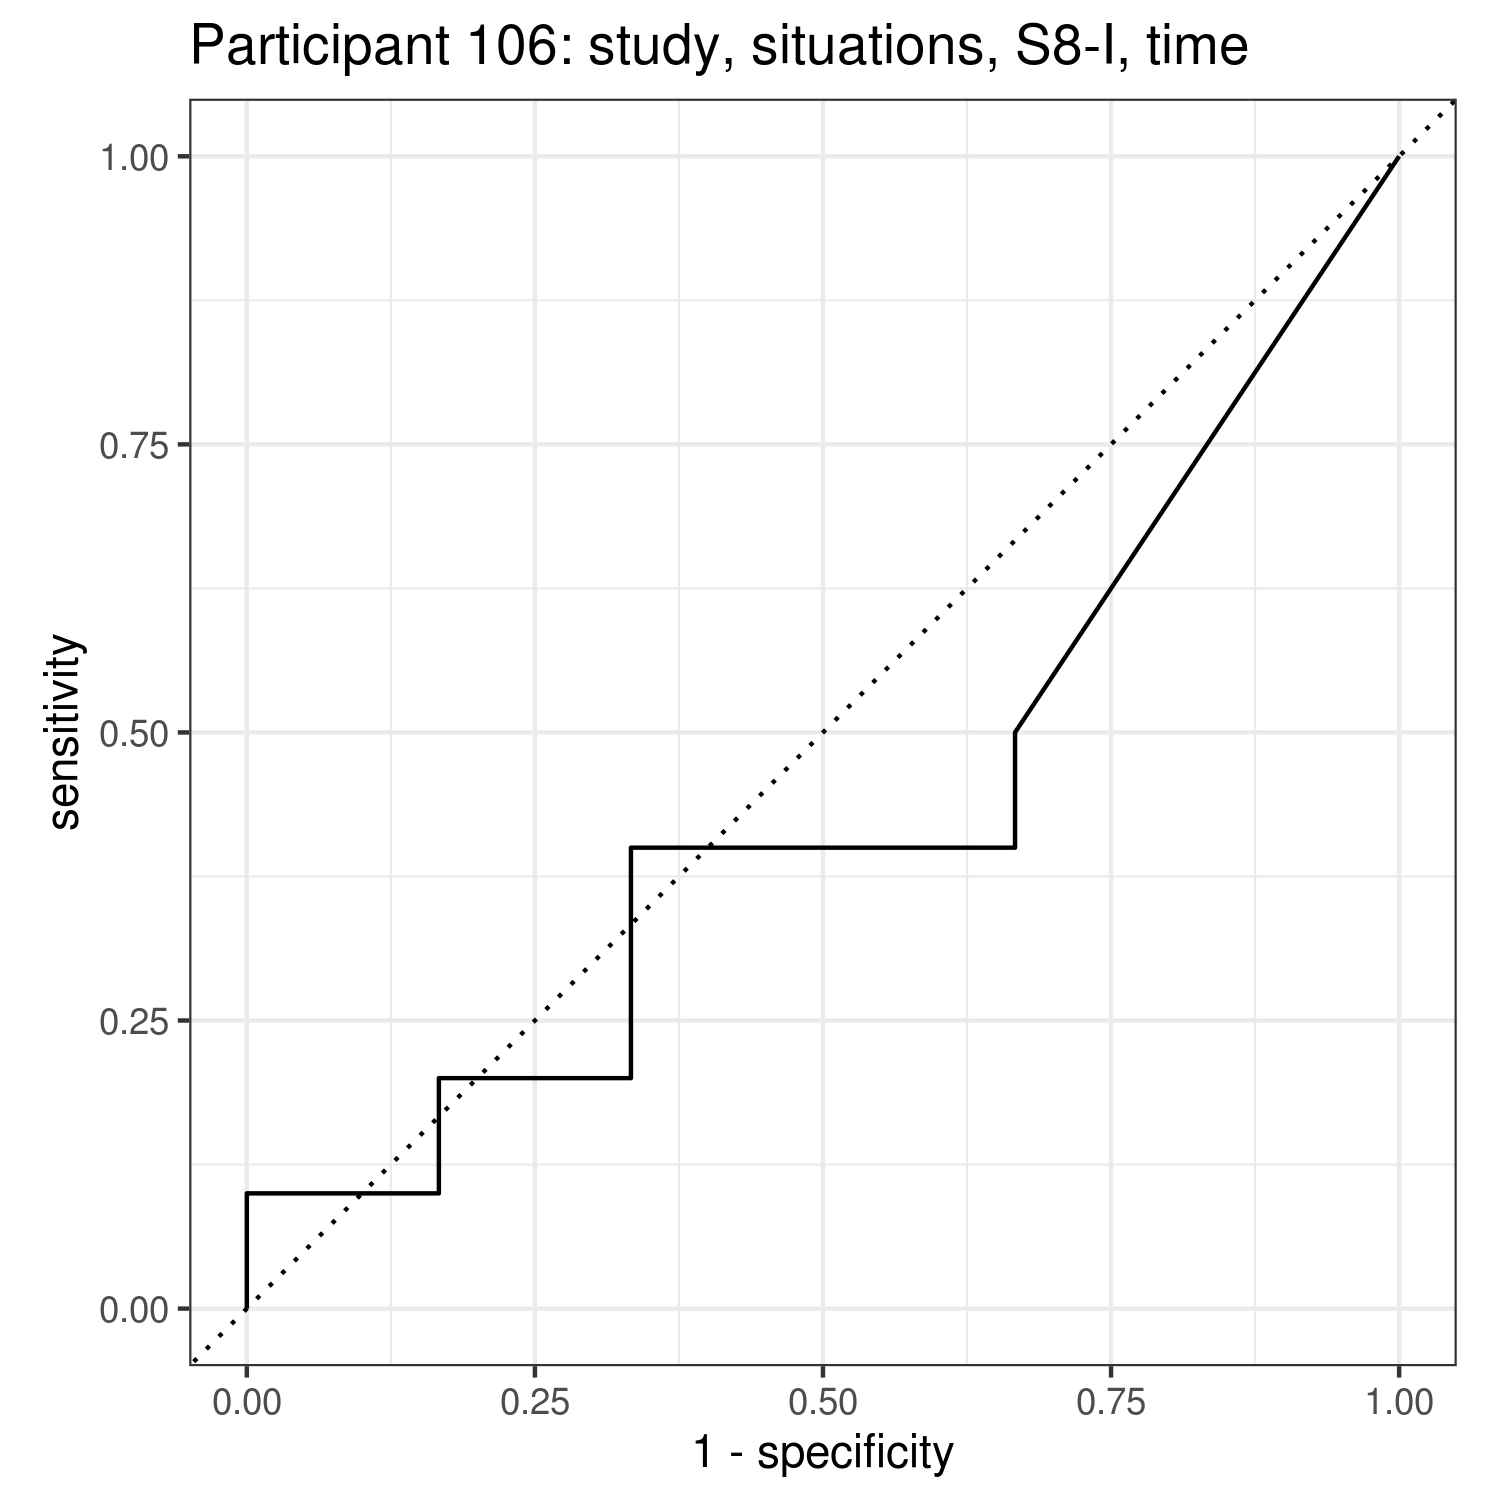 Participant 106: study, situations, S8-I, time
1.00
0.75
0.50
0.25
0.00
sensitivity
0.00 0.25 0.50 0.75 1.00
1 - specificity